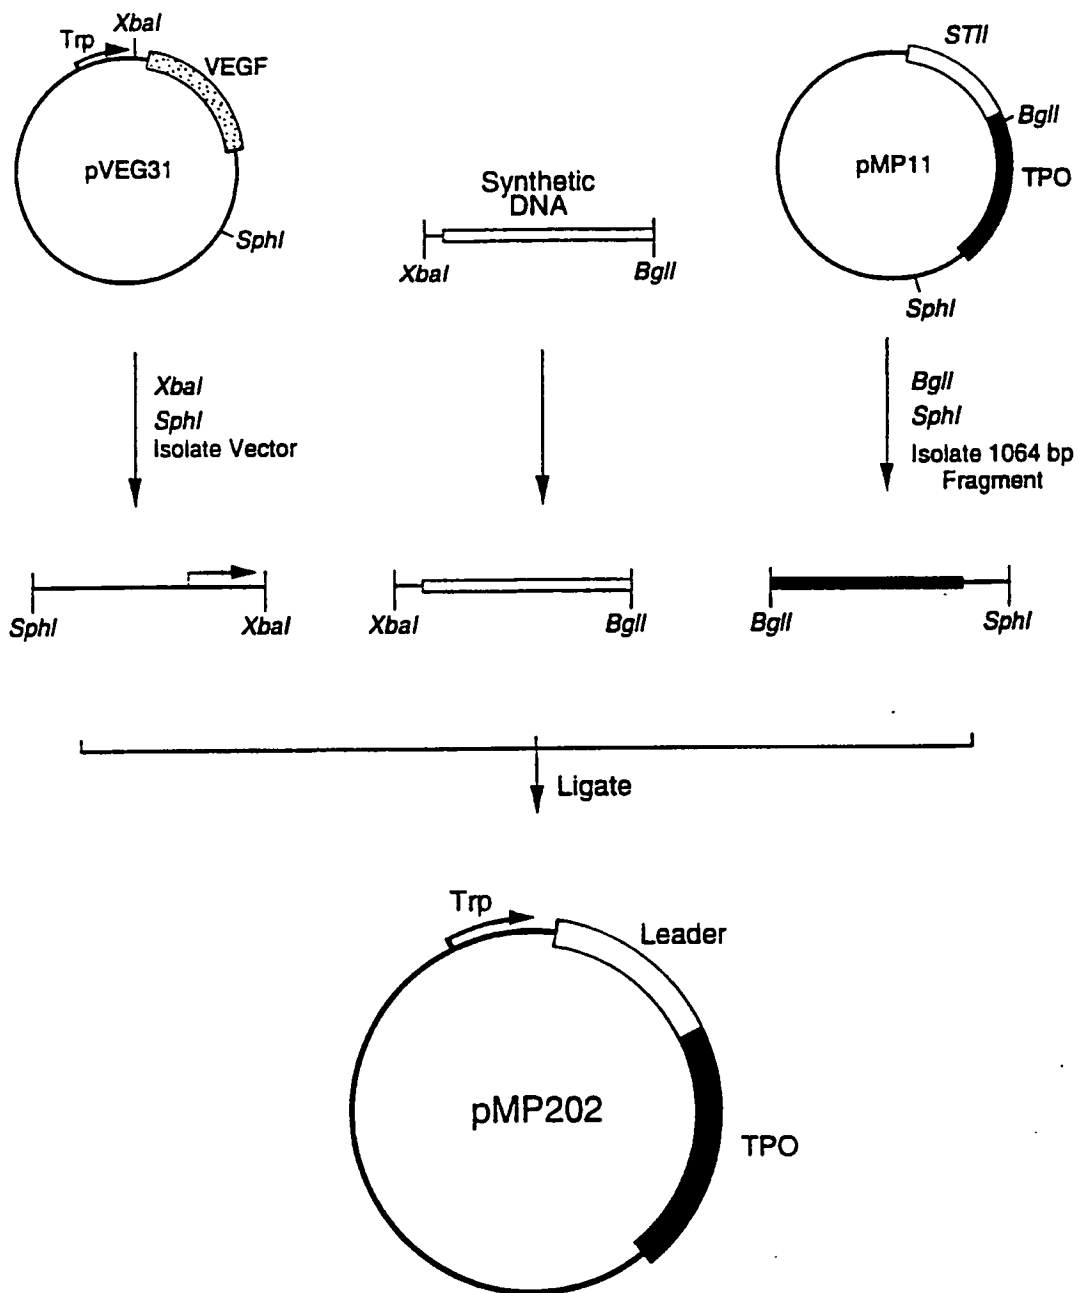 XbaI
Trp
VEGF
pVEG31
SphI
Synthetic
DNA
XbaI
BglI
STII
BglI
pMP11
TPO
SphI
XbaI
SphI
Isolate Vector
BglI
SphI
Isolate 1064 bp
Fragment
SphI
XbaI
XbaI
BglI
BglI
SphI
Ligate
Trp
Leader
pMP202
TPO